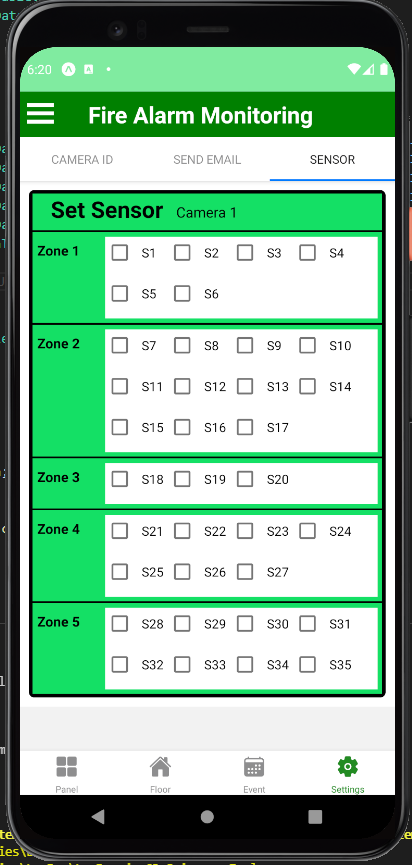 6:20
Fire Alarm Monitoring
CAMERA ID SEND EMAIL SENSOR
Set Sensor Camera 1
Zone 1 S1 S2 S3 S4
S5 S6
Zone 2 S7 S8 S9 S10
S11 S12 S13 S14
S15 S16 S17
Zone 3 S18 S19 S20
Zone 4 S21 S22 S23 S24
S25 S26 S27
Zone 5 S28 S29 S30 S31
S32 S33 S34 S35
Panel Floor Event Settings